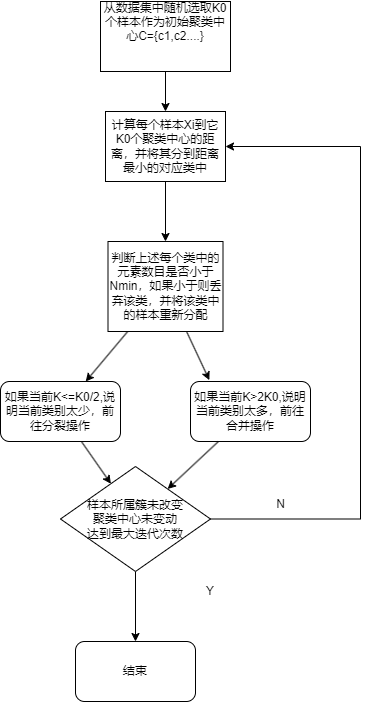 从数据集中随机选取K0
个样本作为初始聚类中
心C={c1,c2....}
计算每个样本Xi到它
K0个聚类中心的距
离，并将其分到距离
最小的对应类中
判断上述每个类中的
元素数目是否小于
Nmin，如果小于则丢
弃该类，并将该类中
的样本重新分配
如果当前K<=K0/2,说
明当前类别太少，前
往分裂操作
如果当前K>2K0,说明
当前类别太多，前往
合并操作
样本所属簇未改变
聚类中心未变动
达到最大迭代次数
N
Y
结束